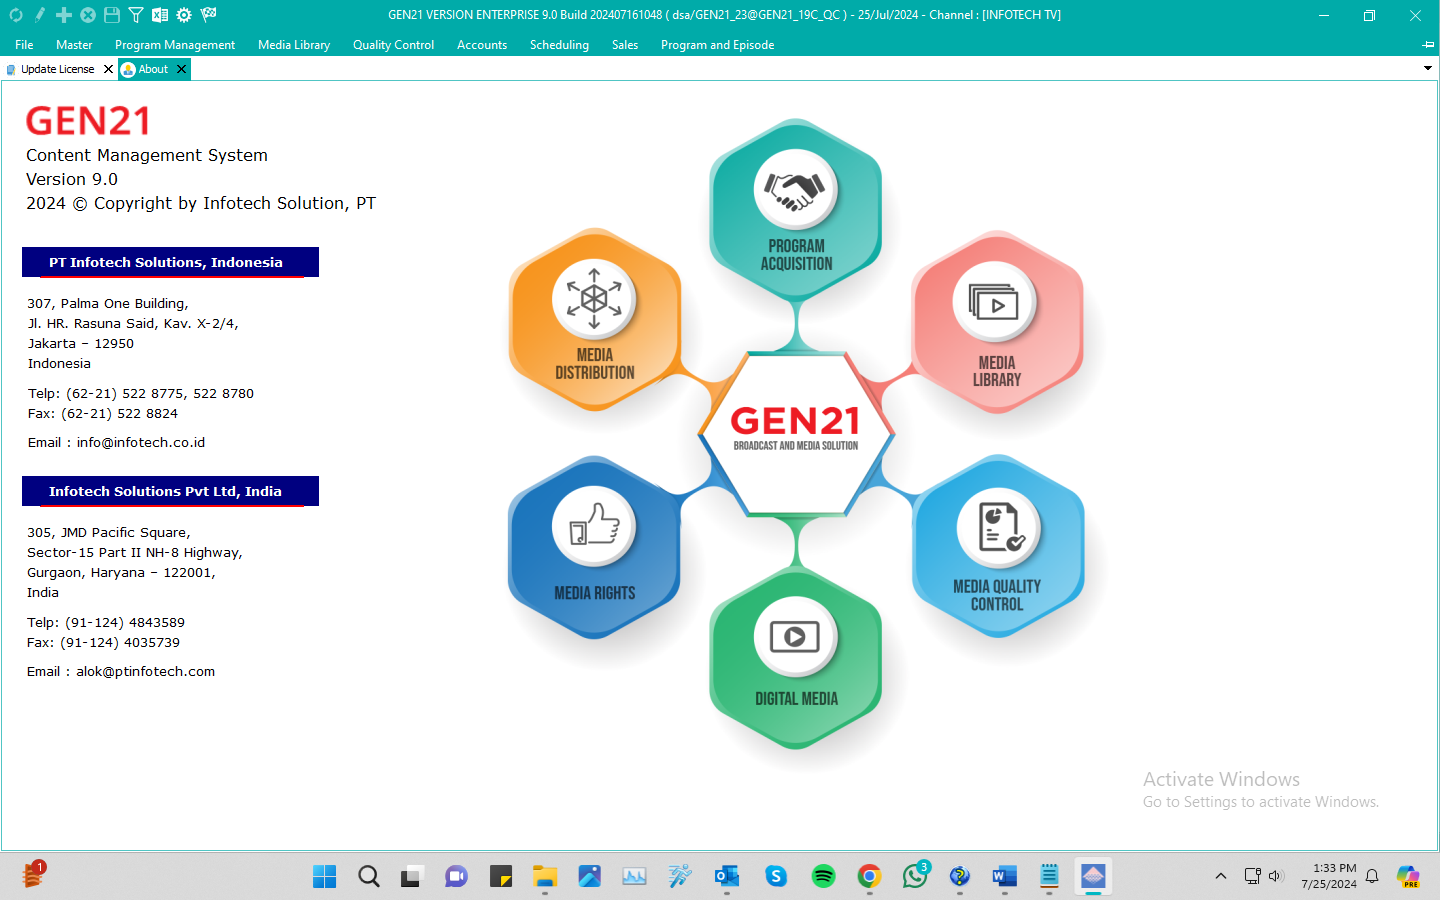 GEN21 VERSION ENTERPRISE 9.0 Build 202407161048 ( dsa/GEN21_23@GEN21_19C_QC ) - 25/Jul/2024 - Channel : [INFOTECH TV]
File Master Program Management Media Library Quality Control Accounts Scheduling Sales Program and Episode
Update License About
GEN21
Content Management System
Version 9.0
2024 © Copyright by Infotech Solution, PT
PT Infotech Solutions, Indonesia
307, Palma One Building,
Jl. HR. Rasuna Said, Kav. X-2/4,
Jakarta – 12950
Indonesia
Telp: (62-21) 522 8775, 522 8780
Fax: (62-21) 522 8824
Email : info@infotech.co.id
Infotech Solutions Pvt Ltd, India
305, JMD Pacific Square,
Sector-15 Part II NH-8 Highway,
Gurgaon, Haryana – 122001,
India
Telp: (91-124) 4843589
Fax: (91-124) 4035739
Email : alok@ptinfotech.com
PROGRAM
ACQUISITION
MEDIA
DISTRIBUTION
MEDIA
LIBRARY
GEN21
BROADCAST AND MEDIA SOLUTION
MEDIA RIGHTS
MEDIA QUALITY
CONTROL
DIGITAL MEDIA
Activate Windows
Go to Settings to activate Windows.
1
3
1:33 PM
7/25/2024
PRE